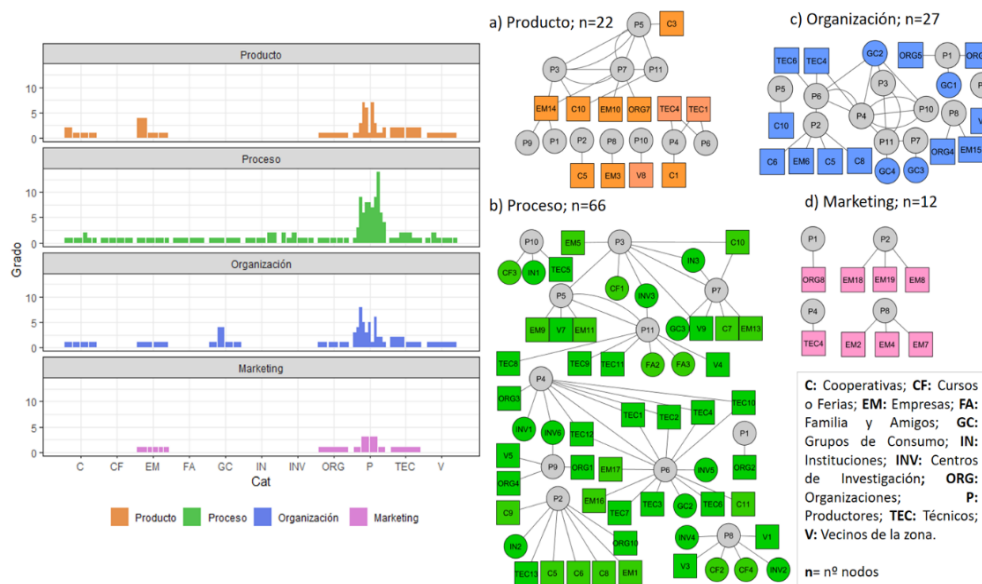 Producto
10
5
0
Proceso
10
5
0
Organización
10
5
0
Marketing
10
5
0
Grado
C CF EM FA GC IN INV ORG P TEC V
Cat
Producto Proceso Organización Marketing
a) Producto; n=22
P5 C3
P3 P7 P11
EM14 C10 EM10 ORG7 TEC4 TEC1
P9 P1 P2 P8 P10 P4 P6
C5 EM3 V8 C1
b) Proceso; n=66
P10 EM5 P3 C10
CF3 IN1 TEC5 IN3
CF1 INV3 P7
P5
EM9 V7 EM11 P11 GC3 V9 C7 EM13
TEC8 TEC9 TEC11 FA2 FA3 V4
P4
ORG3 TEC10
TEC1 TEC2 TEC4
INV1 INV6 TEC12 P1
V5
P9 ORG1 EM17 P6 INV5 ORG2
ORG4
P2 EM16
C9 TEC7 TEC3 GC2 TEC6 C11
IN2 ORG10 INV4 P8 V1
TEC13 C5 C6 C8 EM1 V3 CF2 CF4 INV2
c) Organización; n=27
TEC6 TEC4 GC2 ORG5 P1
P5 P6 P3 GC1
P10
C10 P2 P4 P8
P11 P7
C6 EM6 C5 C8 ORG4 EM15
GC4 GC3
d) Marketing; n=12
P1 P2
ORG8 EM18 EM19 EM8
P4 P8
TEC4 EM2 EM4 EM7
C: Cooperativas; CF: Cursos
o Ferias; EM: Empresas; FA:
Familia y Amigos; GC:
Grupos de Consumo; IN:
Instituciones; INV: Centros
de Investigación; ORG:
Organizaciones; P:
Productores; TEC: Técnicos;
V: Vecinos de la zona.
n= nº nodos